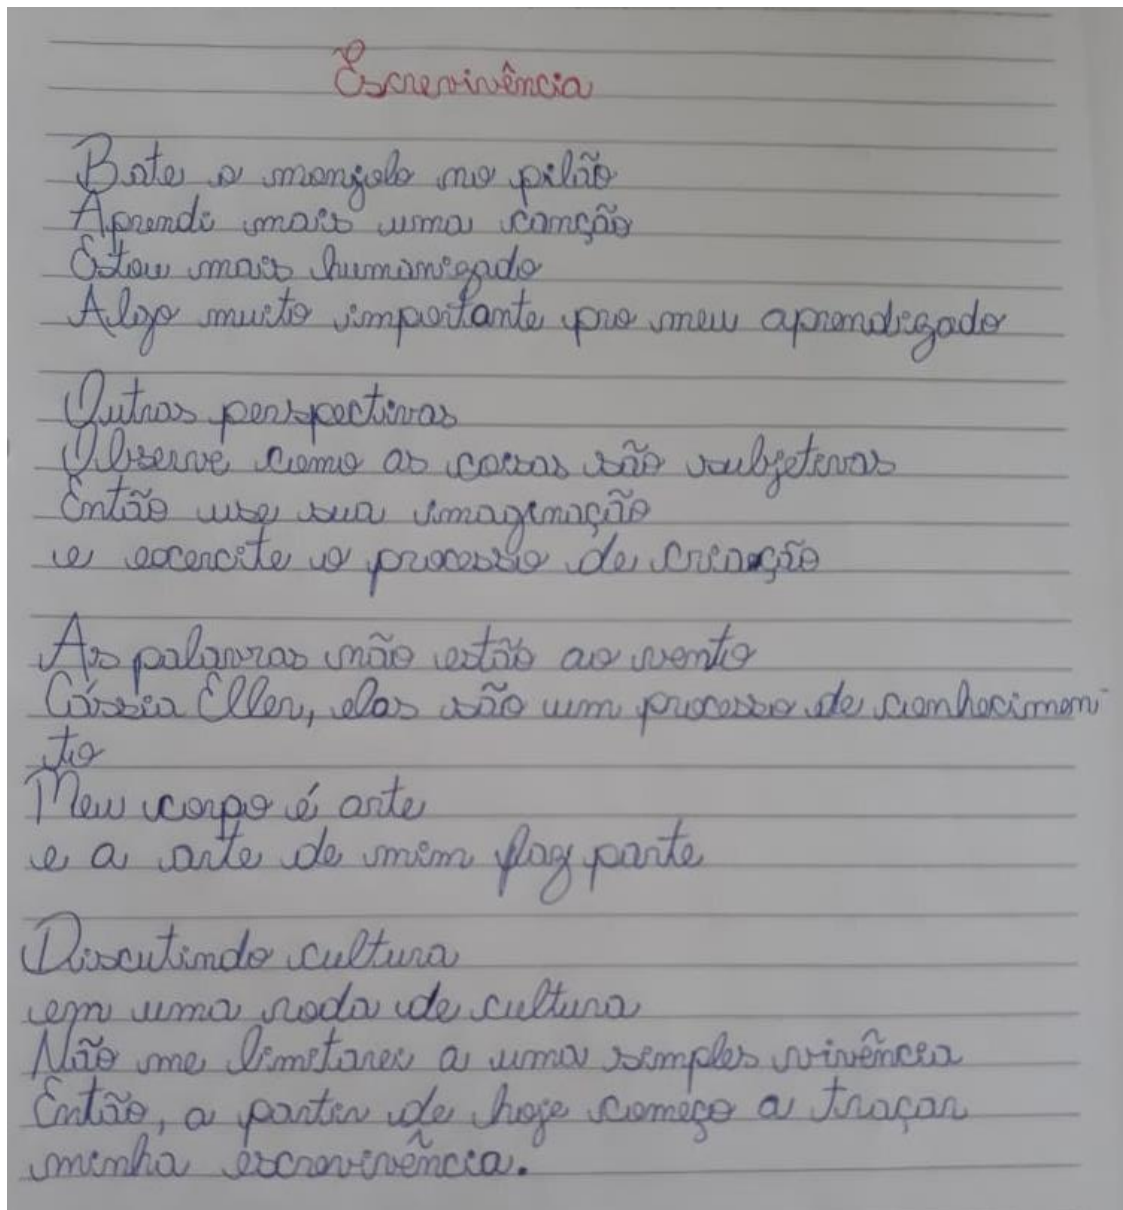 Escrevivência
Bate o monjolo no pilão
Aprendi mais uma canção
Estou mais humanizado
Algo muito importante pro meu aprendizado
Outras perspectivas
Observe como as coisas são subjetivas
Então use sua imaginação
e excercite o processo de criação
As palavras não estão ao vento
Cássia Eller, elas são um processo de conhecimen
to
Meu corpo é arte
e a arte de mim faz parte
Discutindo cultura
em uma roda de cultura
Não me limitarei a uma simples vivência
Então, a partir de hoje começo a traçar
minha escrevivência.